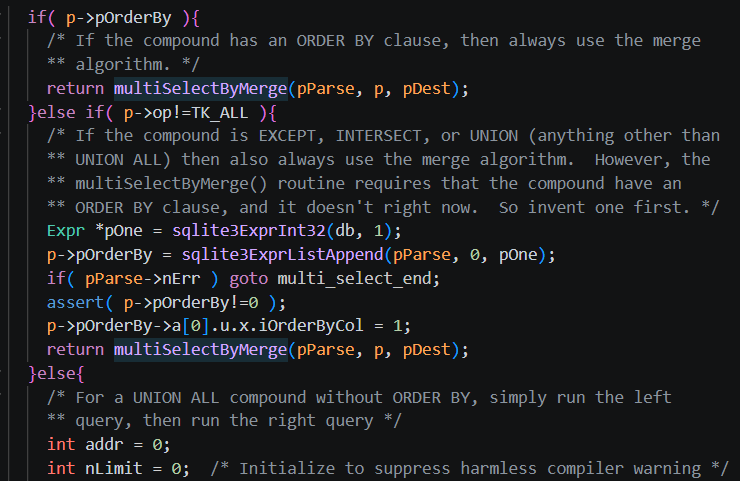 if( p->pOrderBy ){
/* If the compound has an ORDER BY clause, then always use the merge
** algorithm. */
return multiSelectByMerge(pParse, p, pDest);
}else if( p->op!=TK_ALL ){
/* If the compound is EXCEPT, INTERSECT, or UNION (anything other than
** UNION ALL) then also always use the merge algorithm.  However, the
** multiSelectByMerge() routine requires that the compound have an
** ORDER BY clause, and it doesn't right now.  So invent one first. */
Expr *pOne = sqlite3ExprInt32(db, 1);
p->pOrderBy = sqlite3ExprListAppend(pParse, 0, pOne);
if( pParse->nErr ) goto multi_select_end;
assert( p->pOrderBy!=0 );
p->pOrderBy->a[0].u.x.iOrderByCol = 1;
return multiSelectByMerge(pParse, p, pDest);
}else{
/* For a UNION ALL compound without ORDER BY, simply run the left
** query, then run the right query */
int addr = 0;
int nLimit = 0;  /* Initialize to suppress harmless compiler warning */